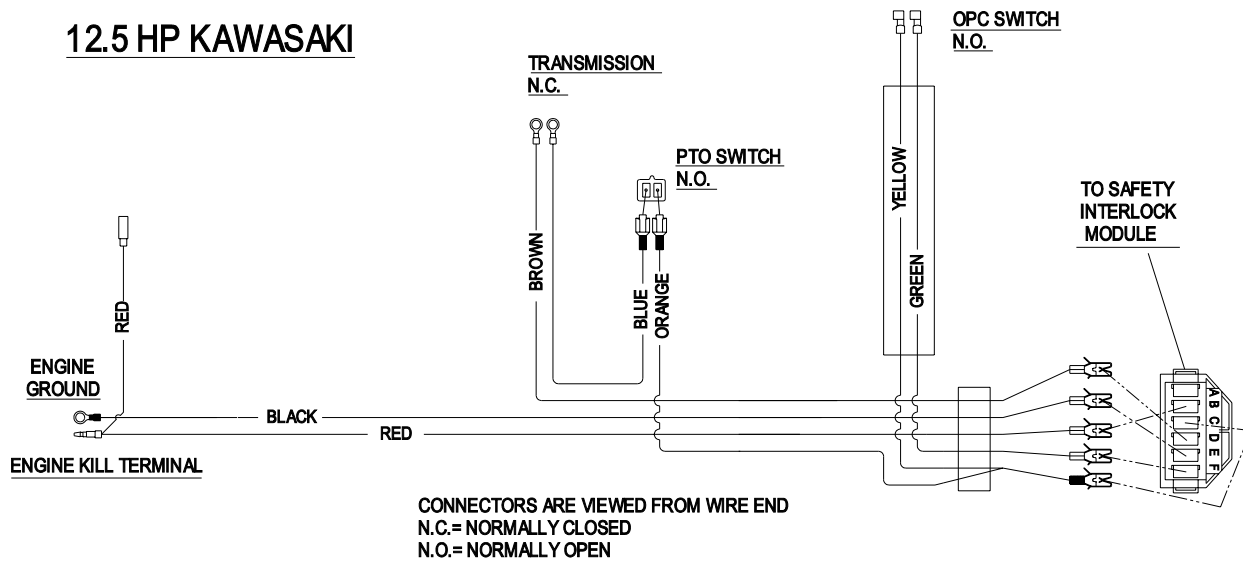 12.5 HP KAWASAKI
TRANSMISSION
N.C.
PTO SWITCH
N.O.
OPC SWITCH
N.O.
TO SAFETY
INTERLOCK
MODULE
YELLOW
GREEN
BROWN
BLUE
ORANGE
RED
ENGINE
GROUND
BLACK
RED
ENGINE KILL TERMINAL
A B C D E F
CONNECTORS ARE VIEWED FROM WIRE END
N.C.= NORMALLY CLOSED
N.O.= NORMALLY OPEN